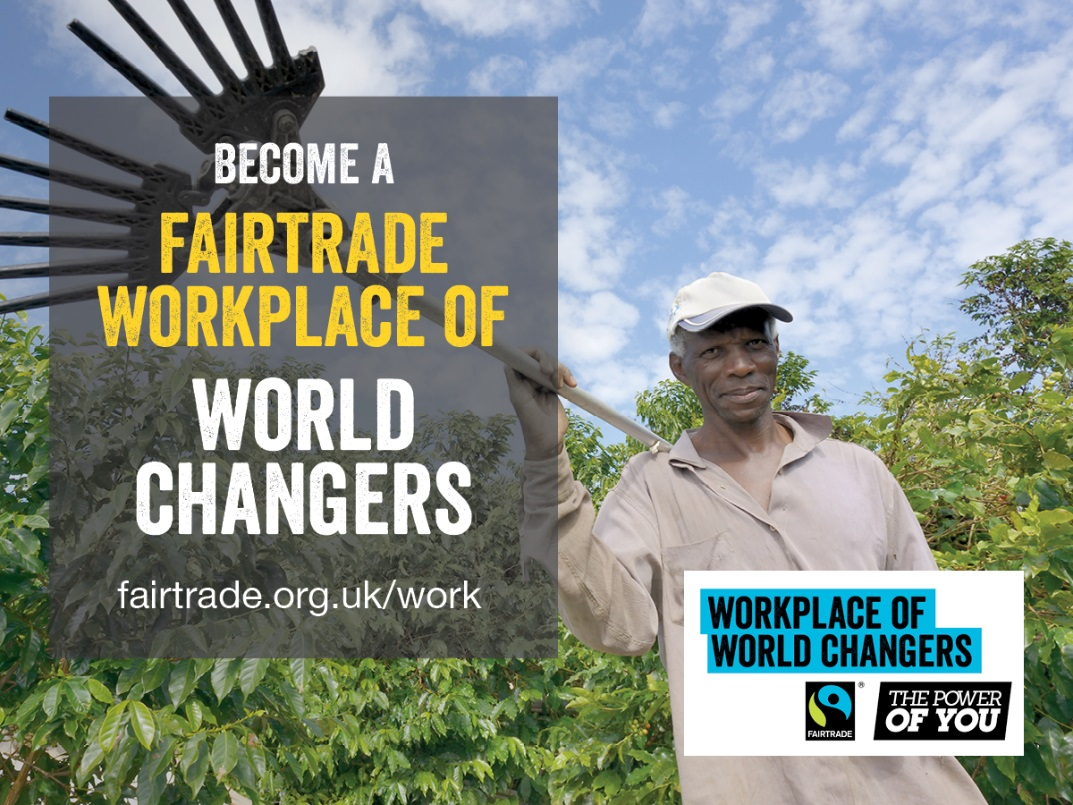 BECOME A
FAIRTRADE
WORKPLACE OF
WORLD
CHANGERS
fairtrade.org.uk/work
WORKPLACE OF
WORLD CHANGERS
®
FAIRTRADE
THE POWER
OF YOU